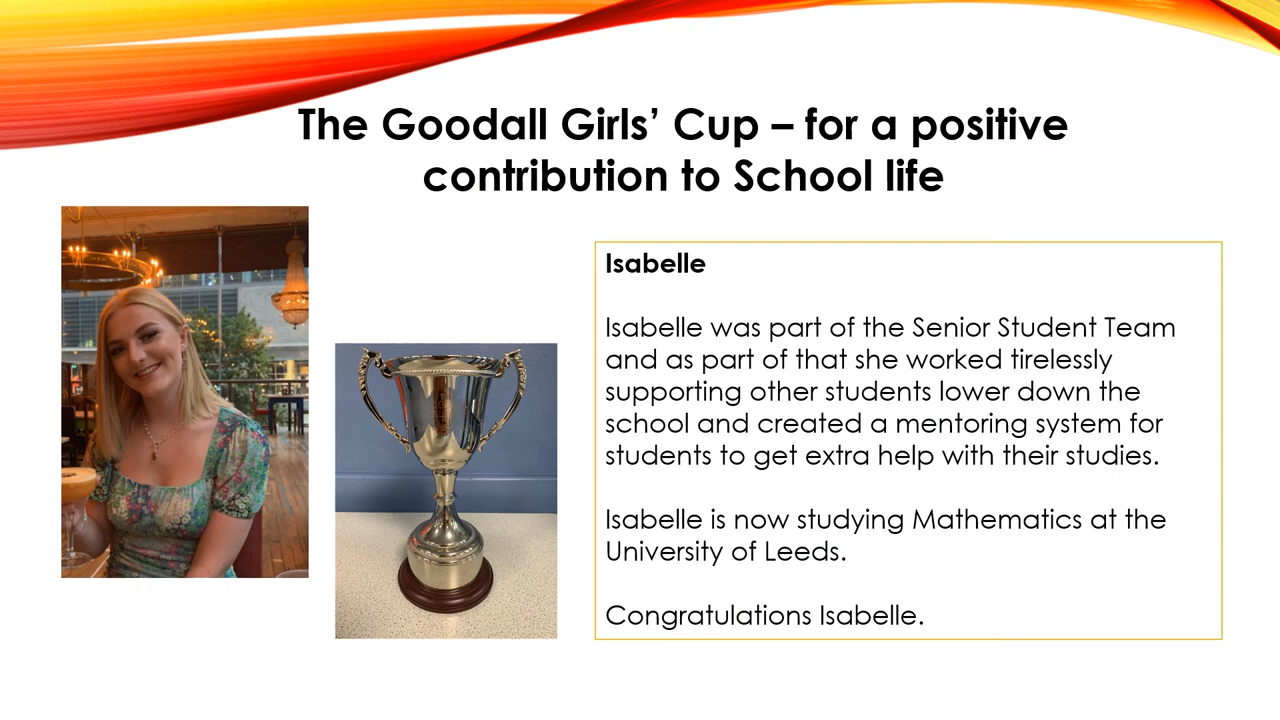 The Goodall Girls’ Cup – for a positive
contribution to School life
Isabelle
Isabelle was part of the Senior Student Team
and as part of that she worked tirelessly
supporting other students lower down the
school and created a mentoring system for
students to get extra help with their studies.
Isabelle is now studying Mathematics at the
University of Leeds.
Congratulations Isabelle.